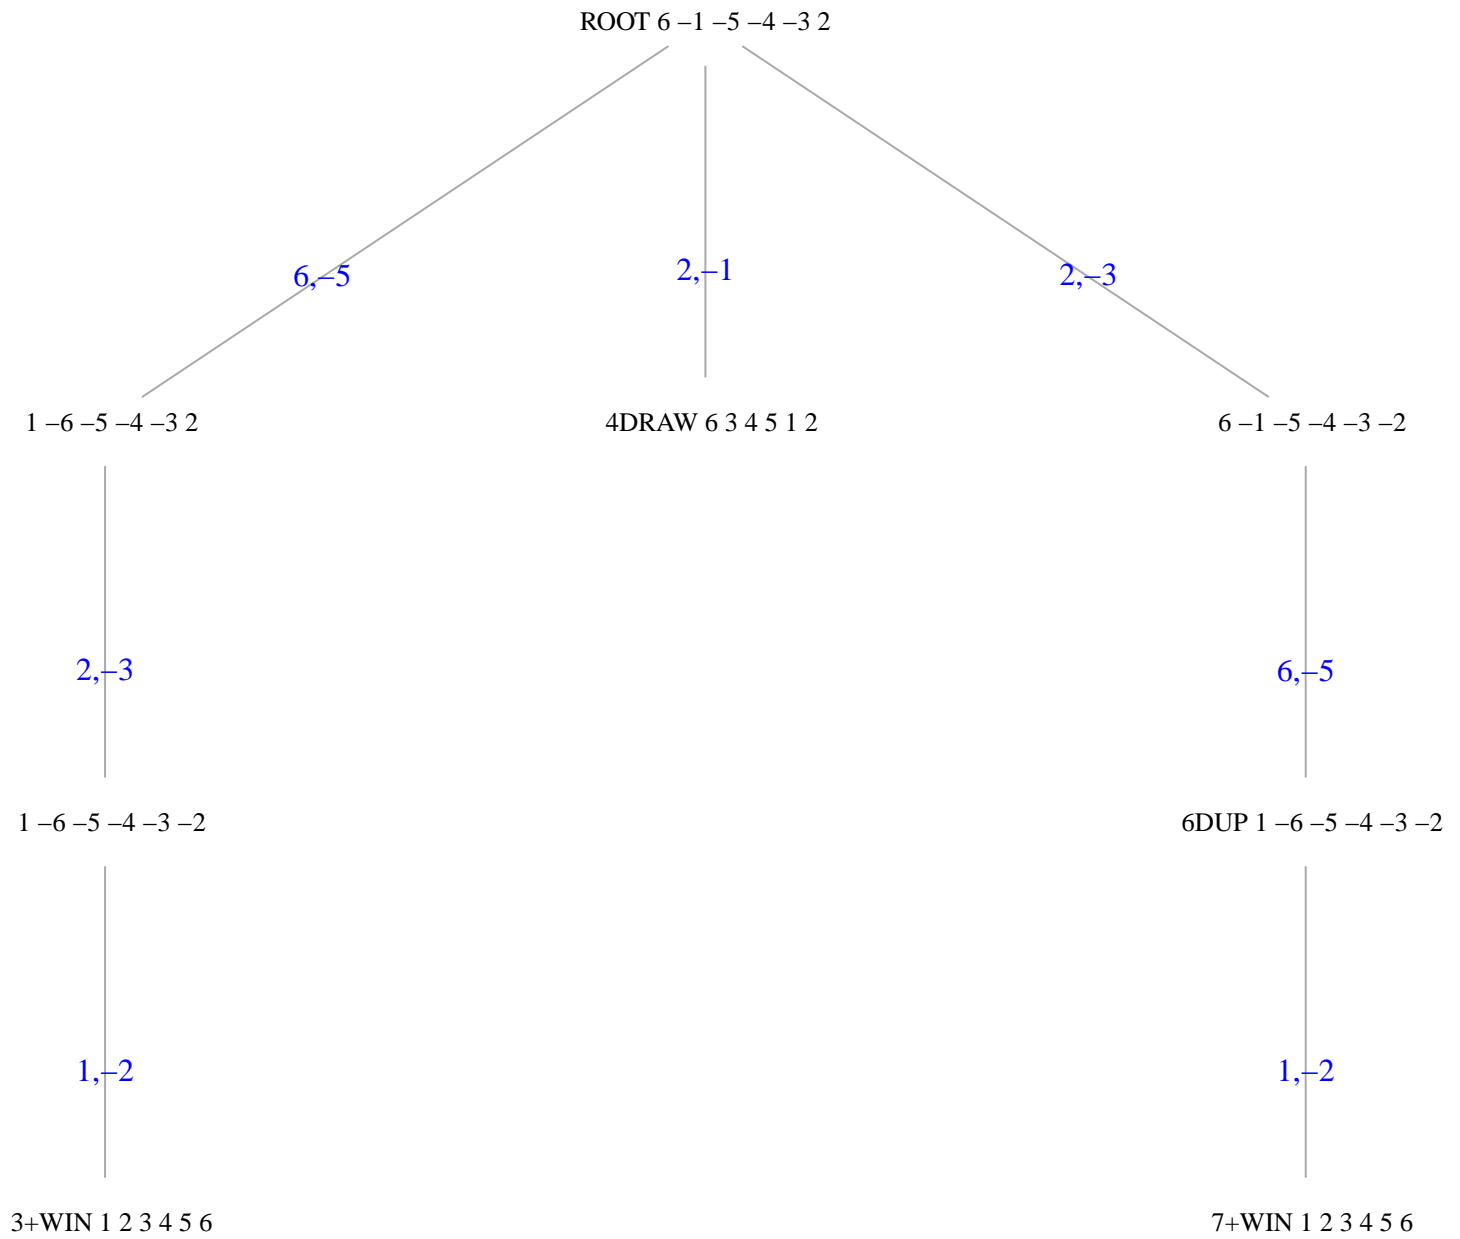 ROOT 6 –1 –5 –4 –3 2
6,–5
2,–1
2,–3
1 –6 –5 –4 –3 2
4DRAW 6 3 4 5 1 2
6 –1 –5 –4 –3 –2
2,–3
6,–5
1 –6 –5 –4 –3 –2
6DUP 1 –6 –5 –4 –3 –2
1,–2
1,–2
3+WIN 1 2 3 4 5 6
7+WIN 1 2 3 4 5 6